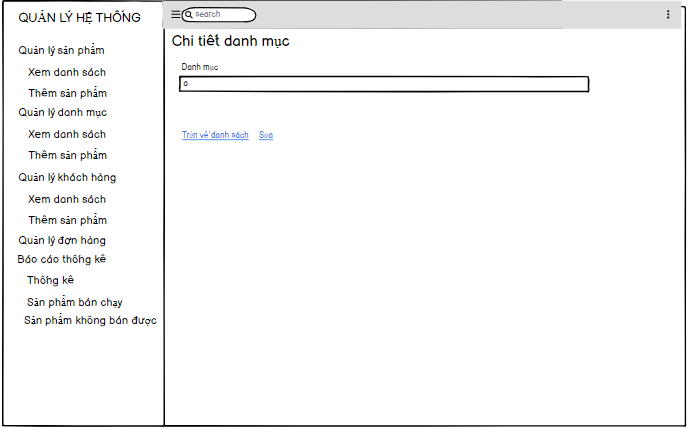 QUẢN LÝ HỆ THỐNG
search
Quản lý sản phẩm
Xem danh sách
Thêm sản phẩm
Quản lý danh mục
Xem danh sách
Thêm sản phẩm
Quản lý khách hàng
Xem danh sách
Thêm sản phẩm
Quản lý đơn hàng
Báo cáo thống kê
Thống kê
Sản phẩm bán chạy
Sản phẩm không bán được
Chi tiết danh mục
Danh mục
a
về danh sách Sửa